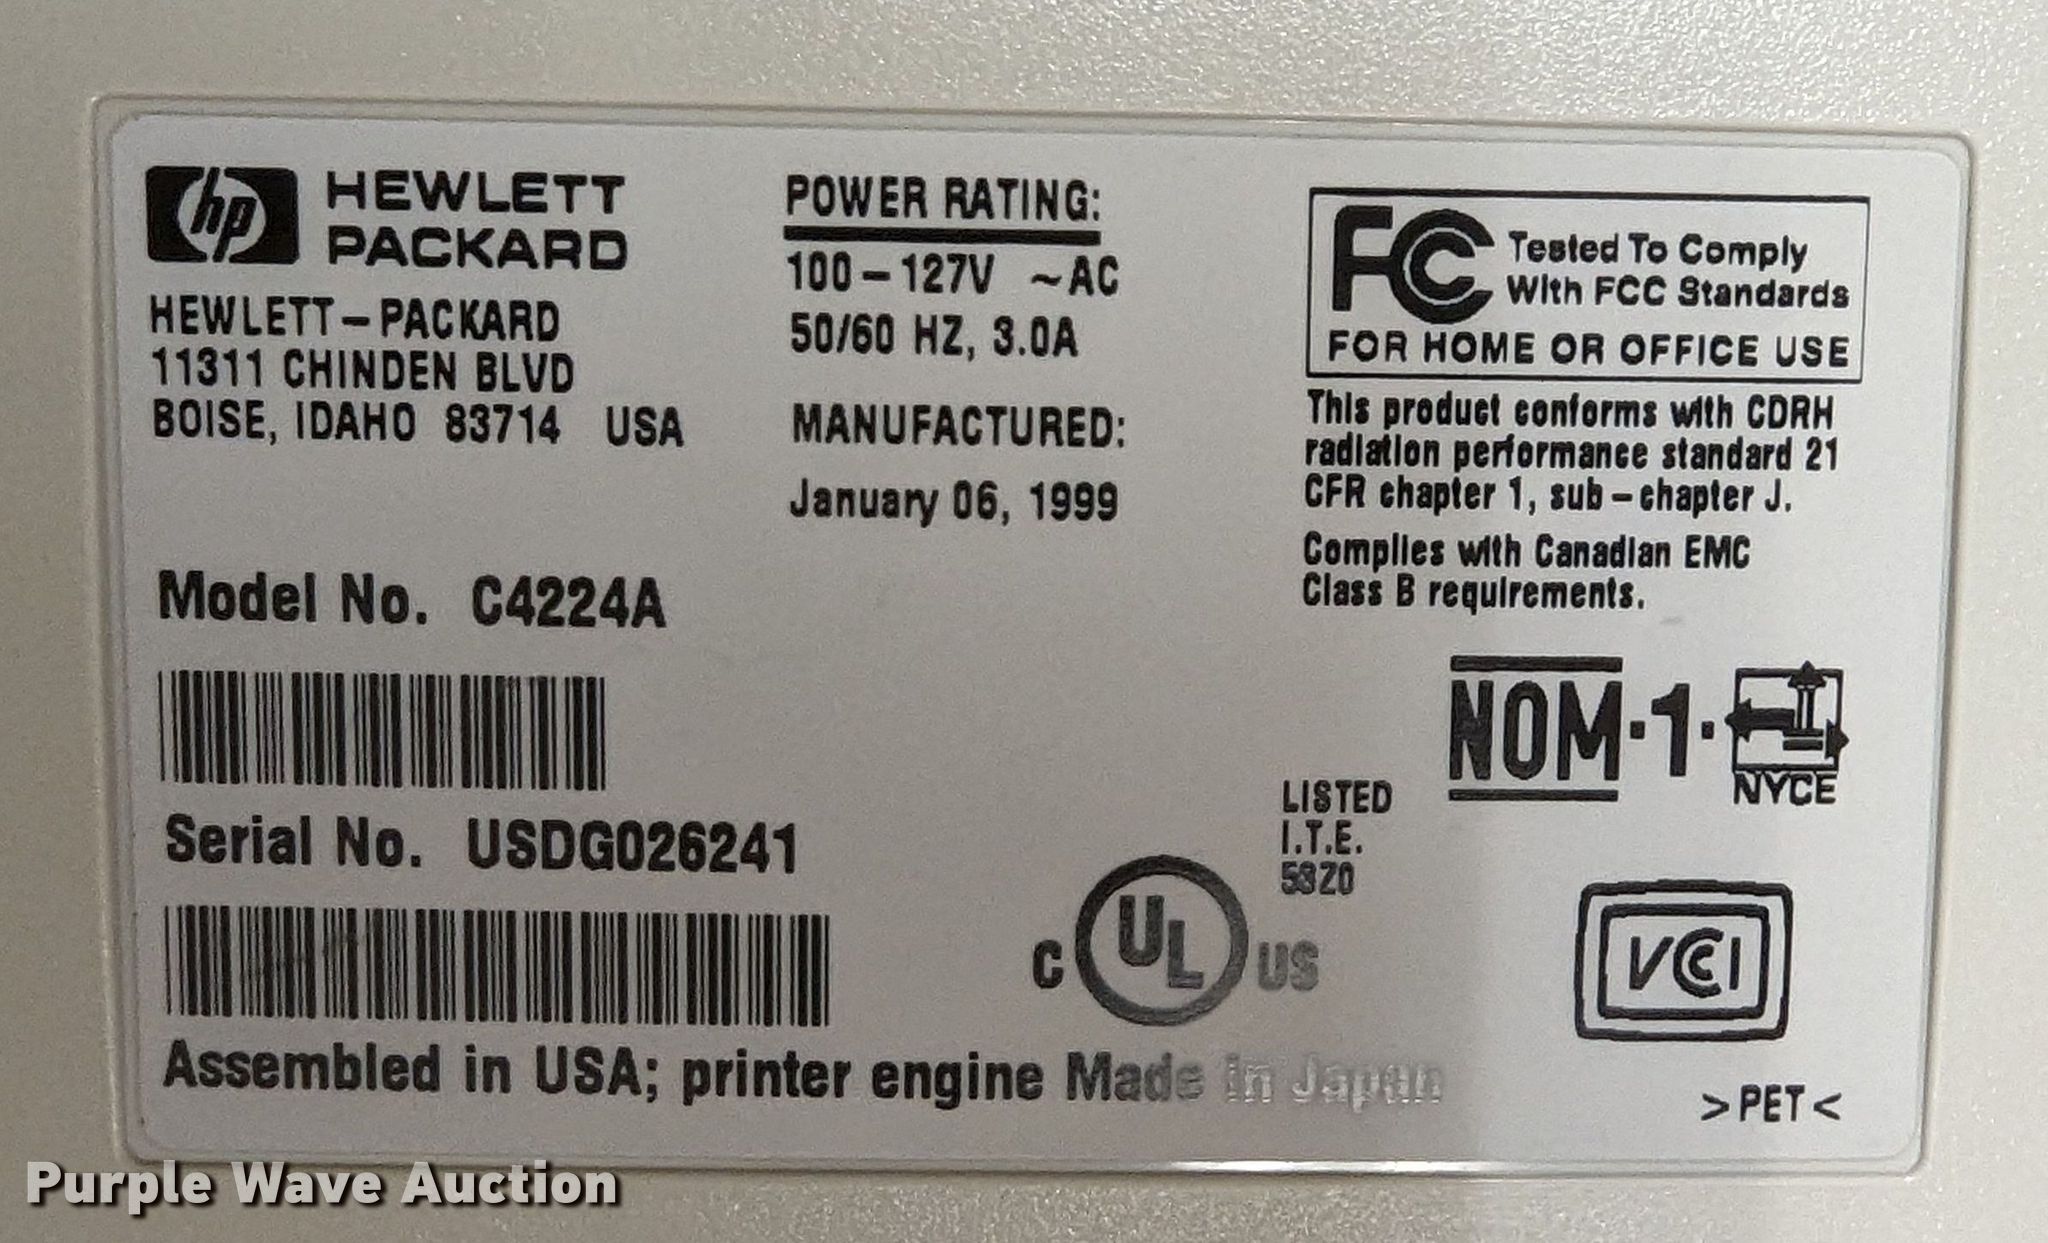 hp HEWLETT
PACKARD
HEWLETT-PACKARD
11311 CHINDEN BLVD
BOISE, IDAHO 83714 USA
POWER RATING:
100-127V ~AC
50/60 HZ, 3.0A
MANUFACTURED:
January 06, 1999
Model No. C4224A
Serial No. USDG026241
Assembled in USA; printer engine Made in Japan
FC Tested To Comply
With FCC Standards
FOR HOME OR OFFICE USE
This product conforms with CDRH
radiation performance standard 21
CFR chapter 1, sub-chapter J.
Complies with Canadian EMC
Class B requirements.
NOM·1·
NYCE
LISTED
I.T.E.
53Z0
C UL US
VCCI
>PET<
Purple Wave Auction